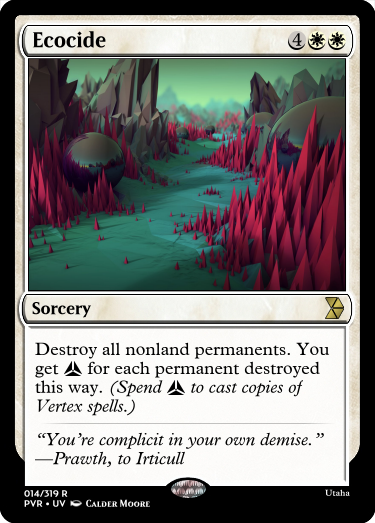 Ecocide 4
Sorcery
Destroy all nonland permanents. You
get for each permanent destroyed
this way. (Spend to cast copies of
Vertex spells.)
“You’re complicit in your own demise.”
—Prawth, to Irticull
014/319 R
PVR • UV Calder Moore
Utaha